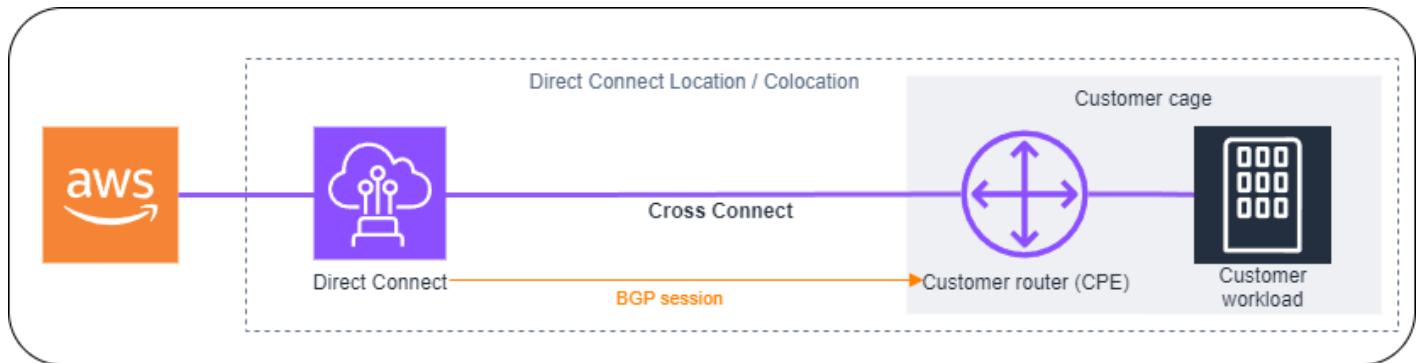 Direct Connect Location / Colocation
Customer cage
aws
Cross Connect
Direct Connect
BGP session
Customer router (CPE)
Customer
workload